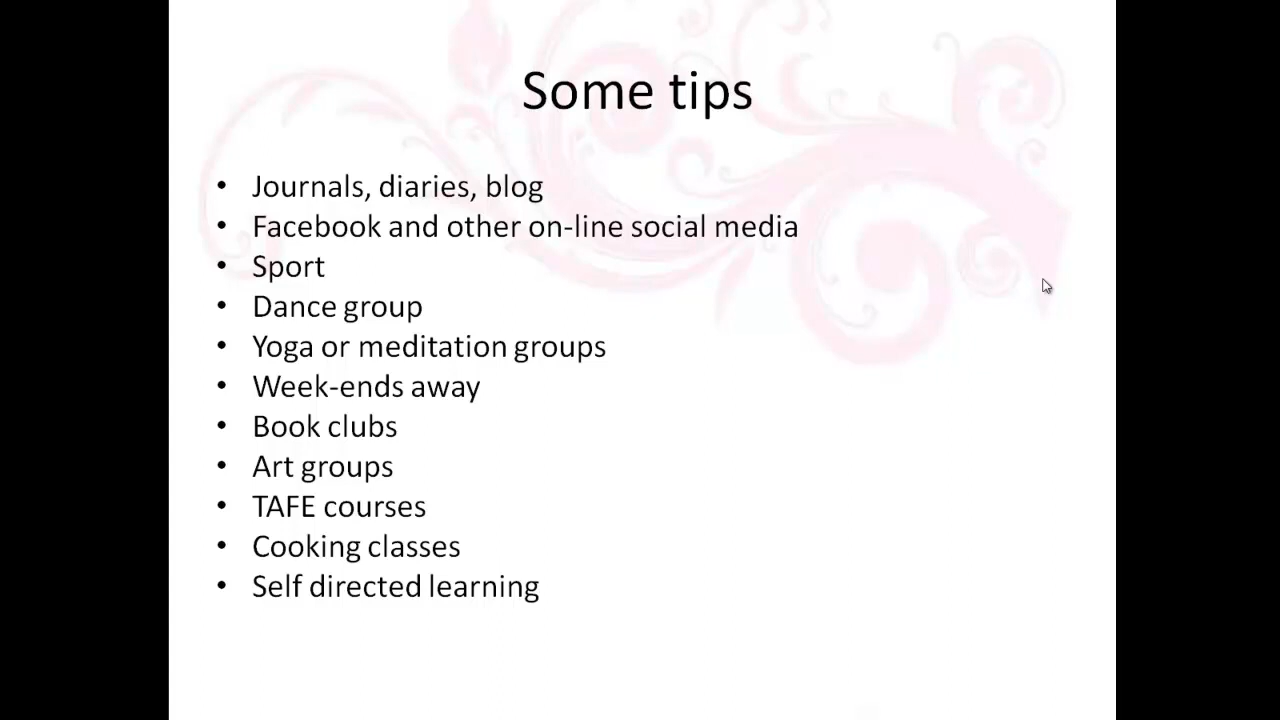 Some tips
• Journals, diaries, blog
• Facebook and other on-line social media
• Sport
• Dance group
• Yoga or meditation groups
• Week-ends away
• Book clubs
• Art groups
• TAFE courses
• Cooking classes
• Self directed learning